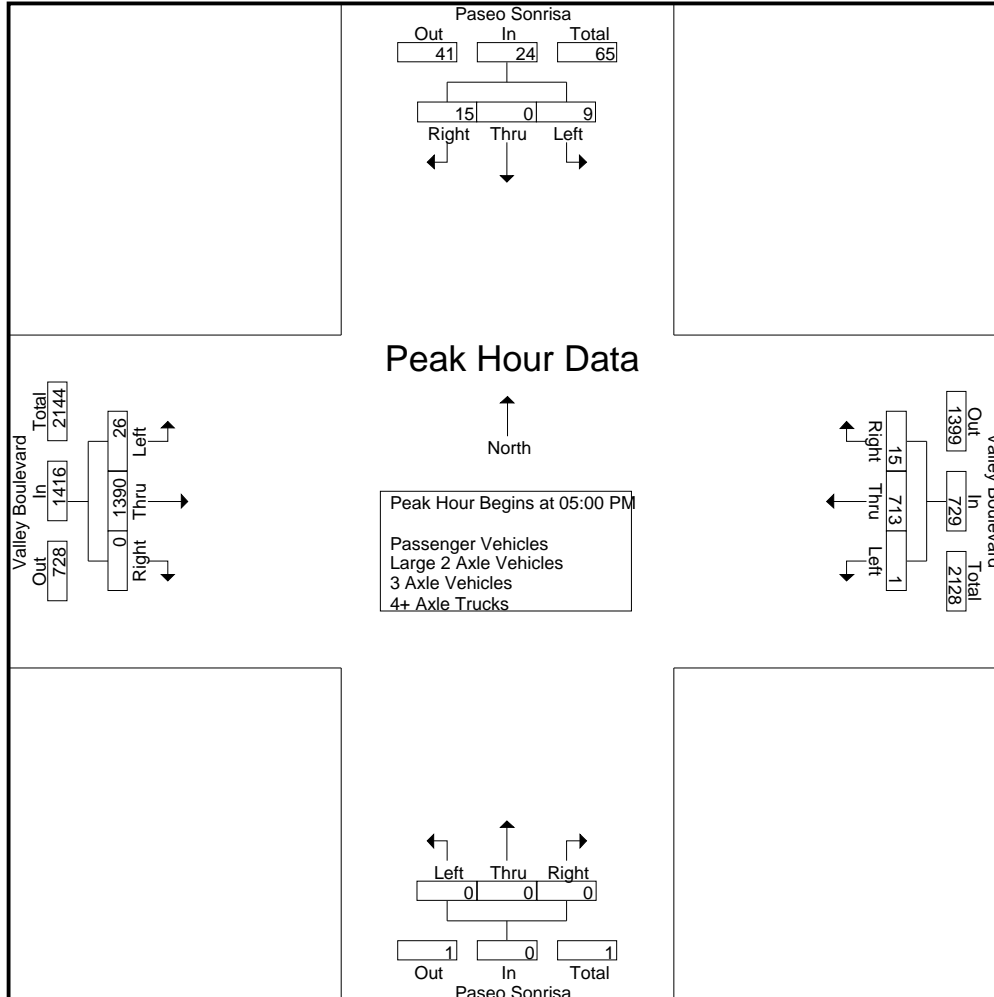 Paseo Sonrisa
Out In Total
41 24 65
15 0 9
Right Thru Left
Peak Hour Data
North
Peak Hour Begins at 05:00 PM
Passenger Vehicles
Large 2 Axle Vehicles
3 Axle Vehicles
4+ Axle Trucks
Valley Boulevard
Out In Total
728 1416 2144
26 1390 0
Left Thru Right
Valley Boulevard
Out In Total
1399 729 2128
15 713 1
Right Thru Left
Left Thru Right
0 0 0
1 0 1
Out In Total
Paseo Sonrisa